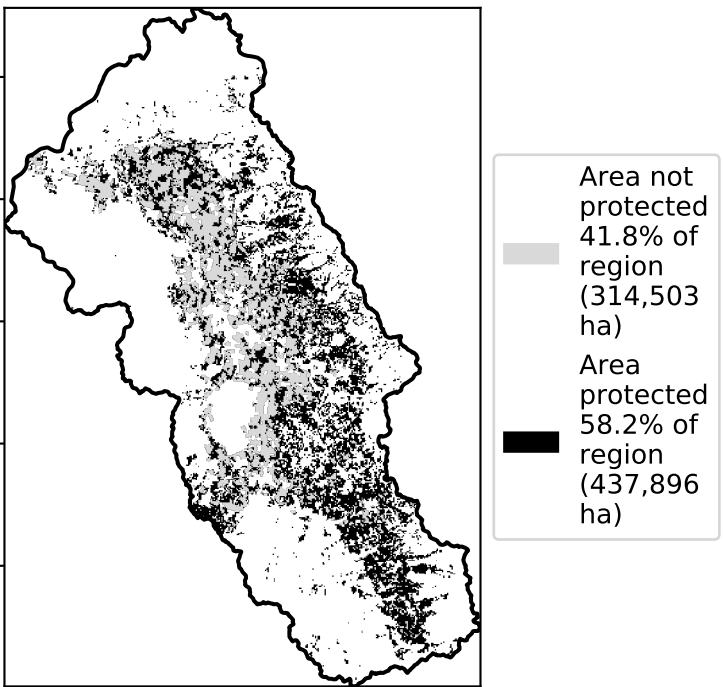 Area not
protected
41.8% of
region
(314,503
ha)
Area
protected
58.2% of
region
(437,896
ha)